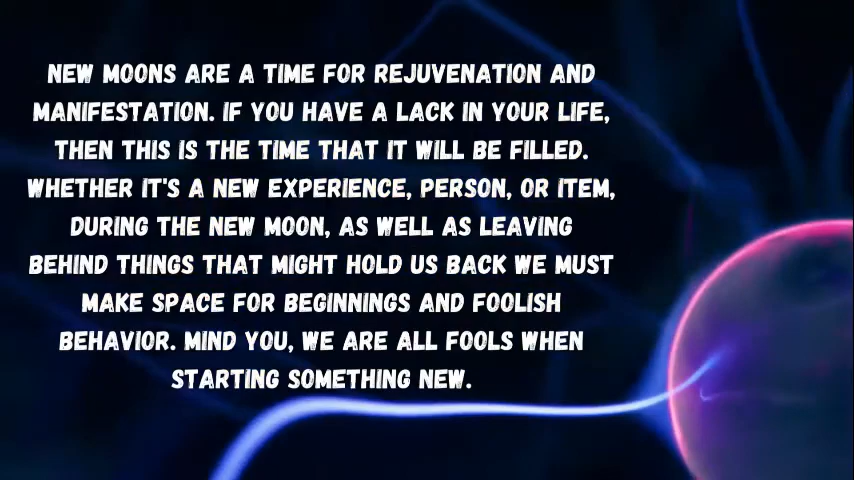 NEW MOONS ARE A TIME FOR REJUVENATION AND
MANIFESTATION. IF YOU HAVE A LACK IN YOUR LIFE,
THEN THIS IS THE TIME THAT IT WILL BE FILLED.
WHETHER IT'S A NEW EXPERIENCE, PERSON, OR ITEM,
DURING THE NEW MOON, AS WELL AS LEAVING
BEHIND THINGS THAT MIGHT HOLD US BACK WE MUST
MAKE SPACE FOR BEGINNINGS AND FOOLISH
BEHAVIOR. MIND YOU, WE ARE ALL FOOLS WHEN
STARTING SOMETHING NEW.